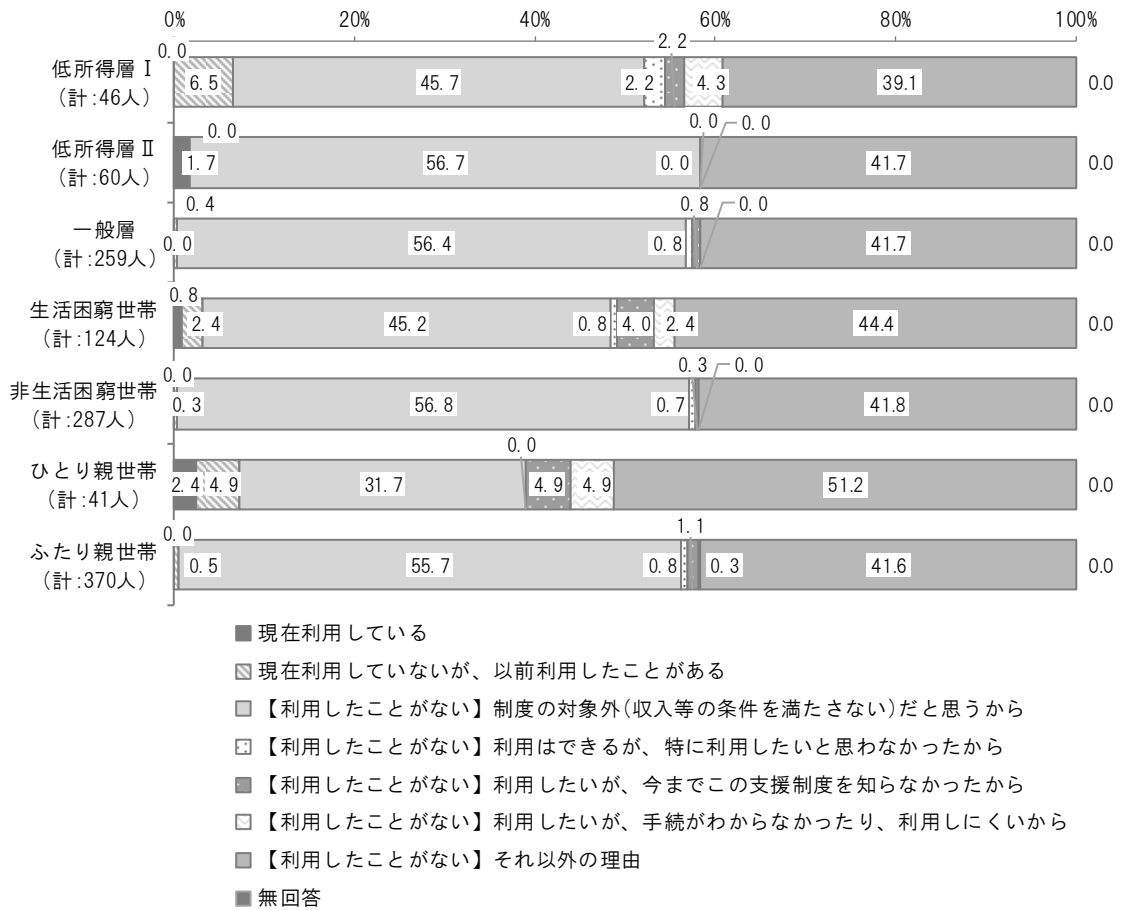 0% 20% 40% 60% 80% 100%
0.0 2.2
低所得層Ⅰ 6.5 45.7 2.2 4.3 39.1 0.0
(計:46人)
0.0 0.0 0.0
低所得層Ⅱ 1.7 56.7 0.0 41.7 0.0
(計:60人)
0.4 0.8 0.0
一般層 0.0 56.4 0.8 41.7 0.0
(計:259人)
0.8
生活困窮世帯 2.4 45.2 0.8 4.0 2.4 44.4 0.0
(計:124人)
0.0 0.3 0.0
非生活困窮世帯 0.3 56.8 0.7 41.8 0.0
(計:287人)
0.0
ひとり親世帯 2.4 4.9 31.7 4.9 4.9 51.2 0.0
(計:41人)
0.0 1.1
ふたり親世帯 0.5 55.7 0.8 0.3 41.6 0.0
(計:370人)
現在利用している
現在利用していないが、以前利用したことがある
【利用したことがない】制度の対象外(収入等の条件を満たさない)だと思うから
【利用したことがない】利用はできるが、特に利用したいと思わなかったから
【利用したことがない】利用したいが、今までこの支援制度を知らなかったから
【利用したことがない】利用したいが、手続がわからなかったり、利用しにくいから
【利用したことがない】それ以外の理由
無回答